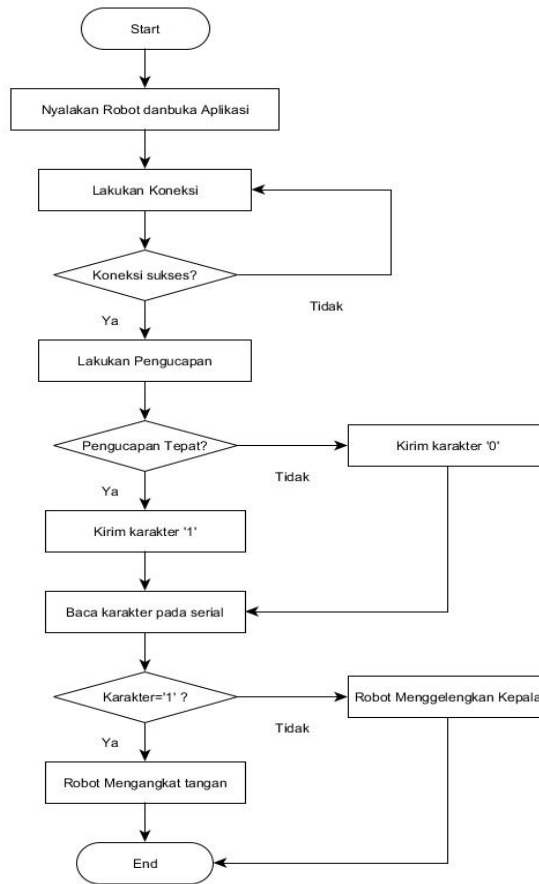 Start
Nyalakan Robot danbuka Aplikasi
Lakukan Koneksi
Koneksi sukses?
Tidak
Ya
Lakukan Pengucapan
Pengucapan Tepat?
Kirim karakter '0'
Tidak
Ya
Kirim karakter '1'
Baca karakter pada serial
Karakter='1' ?
Robot Menggelengkan Kepala
Tidak
Ya
Robot Mengangkat tangan
End